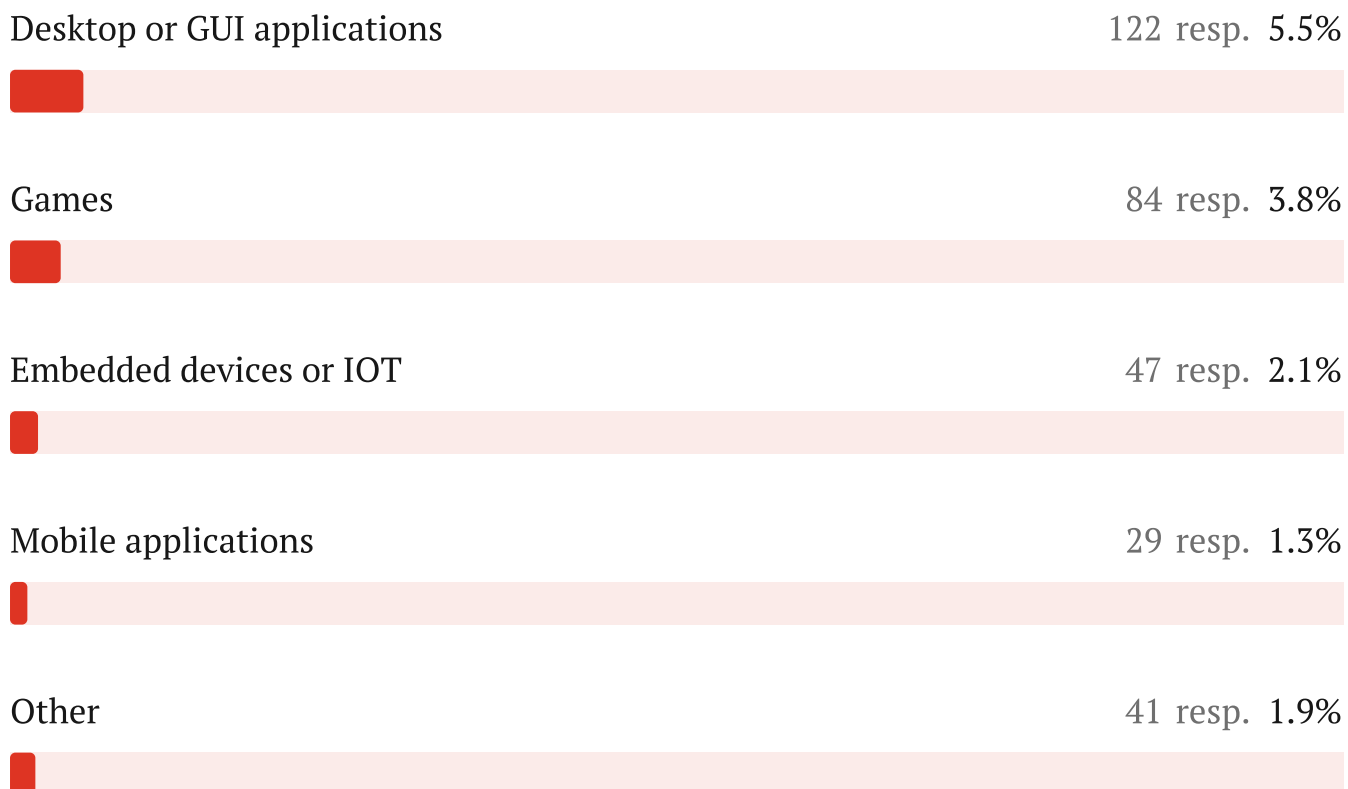 Desktop or GUI applications 122 resp. 5.5%
Games 84 resp. 3.8%
Embedded devices or IOT 47 resp. 2.1%
Mobile applications 29 resp. 1.3%
Other 41 resp. 1.9%